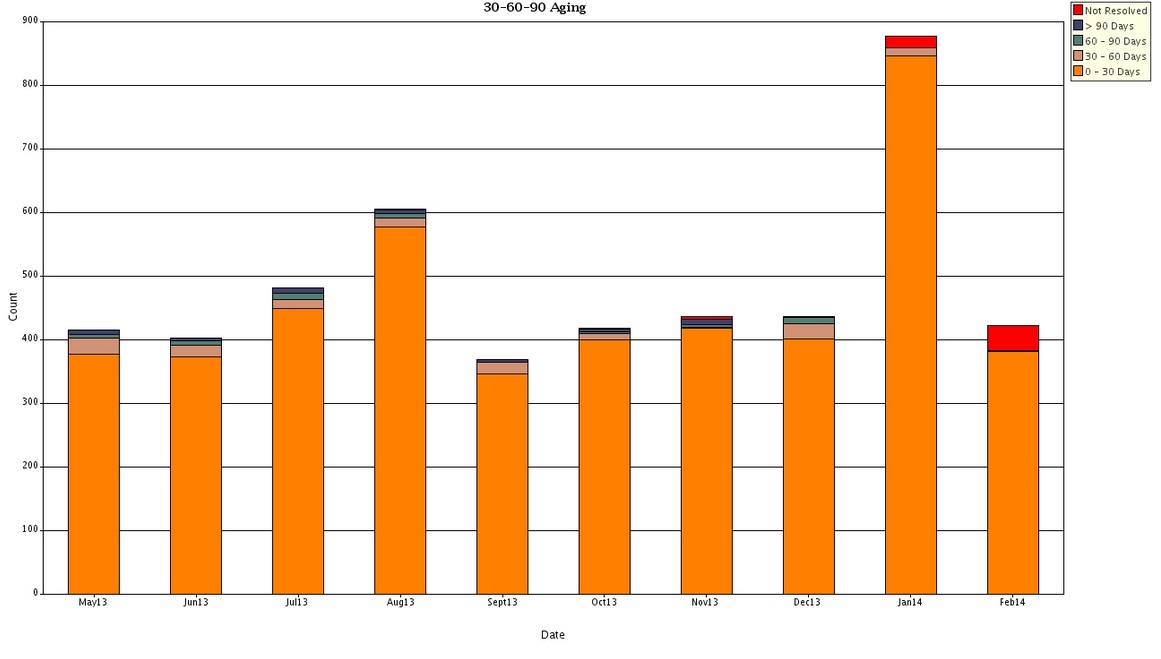 30-60-90 Aging
Not Resolved
> 90 Days
60 - 90 Days
30 - 60 Days
0 - 30 Days
900
800
700
600
500
400
300
200
100
0
Count
May13 Jun13 Jul13 Aug13 Sept13 Oct13 Nov13 Dec13 Jan14 Feb14
Date